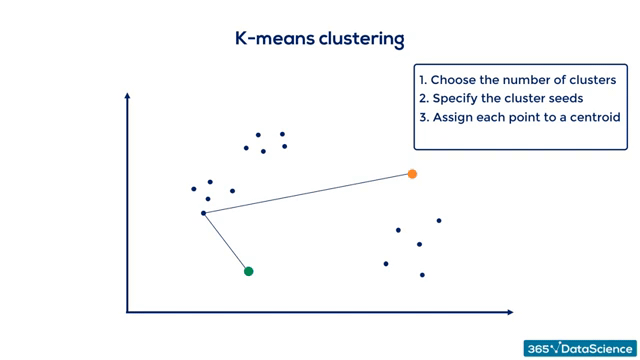 K-means clustering
1. Choose the number of clusters
2. Specify the cluster seeds
3. Assign each point to a centroid
365 DataScience